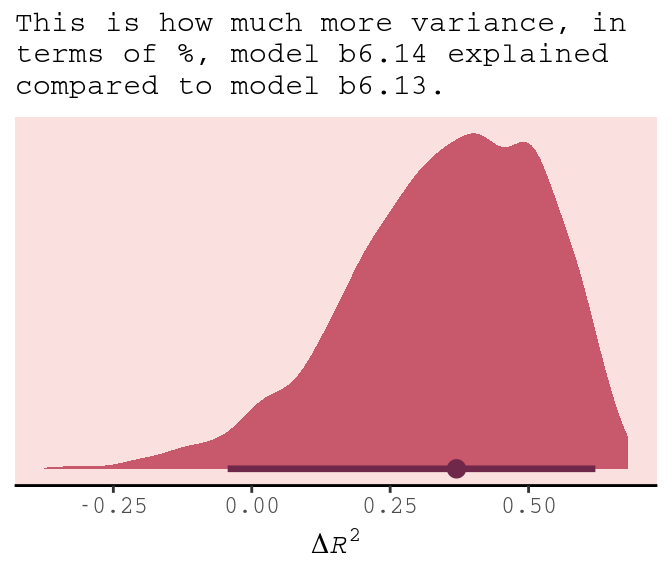 This is how much more variance, in
terms of %, model b6.14 explained
compared to model b6.13.
-0.25 0.00 0.25 0.50
ΔR²